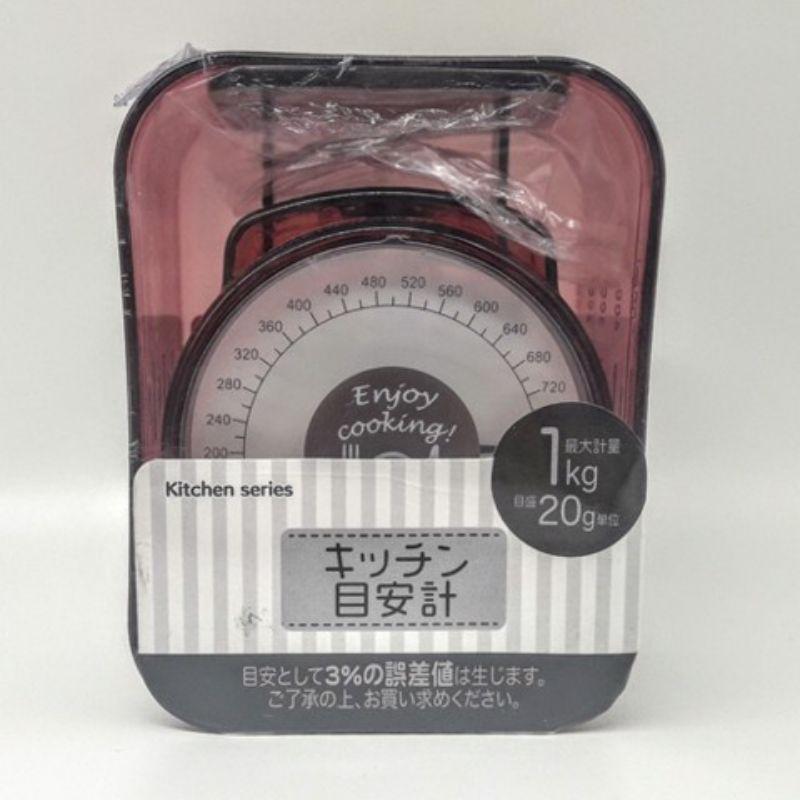 480
520
440
560
400
600
360
640
320
680
280
720
240
200
Enjoy
cooking!
1kg
最大計量
目盛20g単位
Kitchen series
キッチン
目安計
目安として3%の誤差値は生じます。
ご了承の上、お買い求めください。